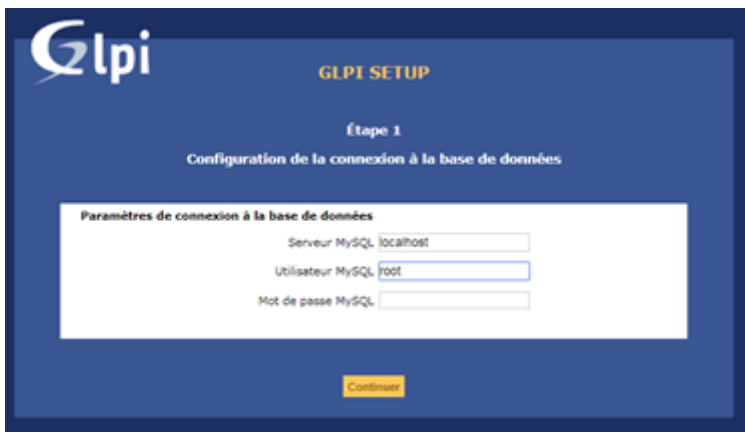 Glpi
GLPI SETUP
Étape 1
Configuration de la connexion à la base de données
Paramètres de connexion à la base de données
Serveur MySQL localhost
Utilisateur MySQL root
Mot de passe MySQL
Continuer